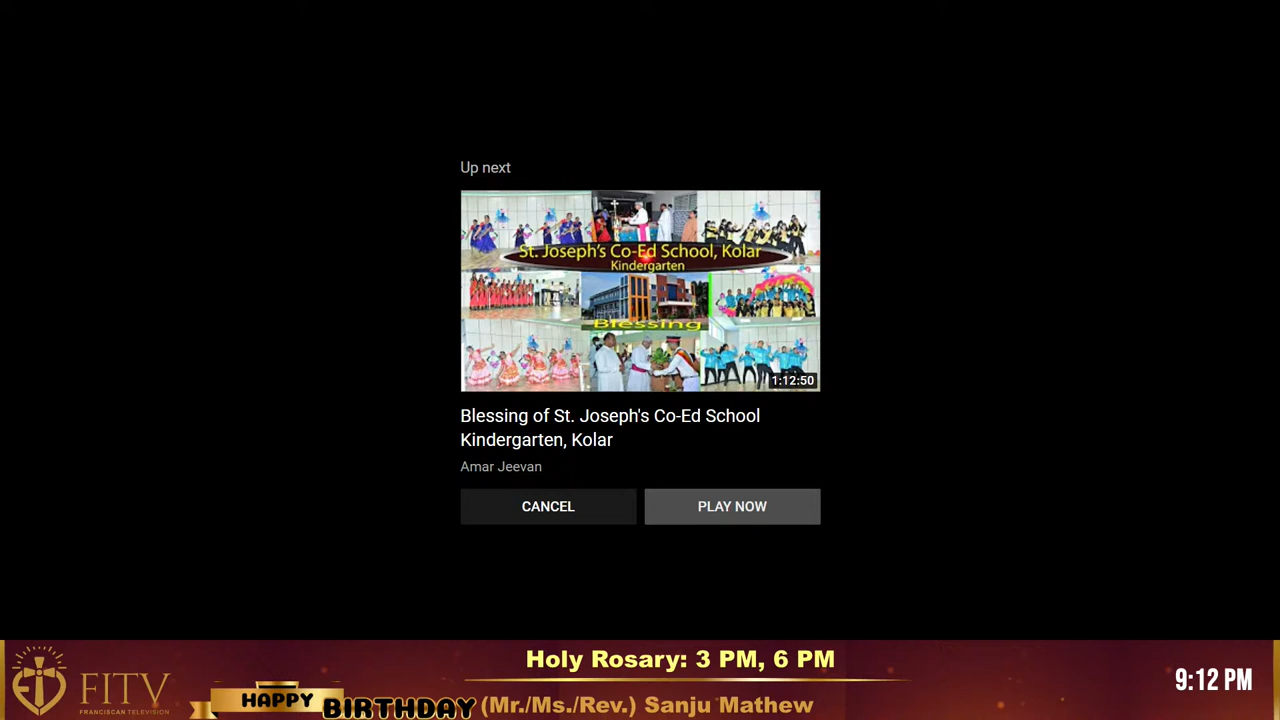 Up next
St. Joseph's Co-Ed School, Kolar
Kindergarten
Blessing
1:12:50
Blessing of St. Joseph's Co-Ed School
Kindergarten, Kolar
Amar Jeevan
CANCEL
PLAY NOW
Holy Rosary: 3 PM, 6 PM
9:12 PM
FITV
FRANCISCAN TELEVISION
HAPPY
BIRTHDAY (Mr./Ms./Rev.) Sanju Mathew